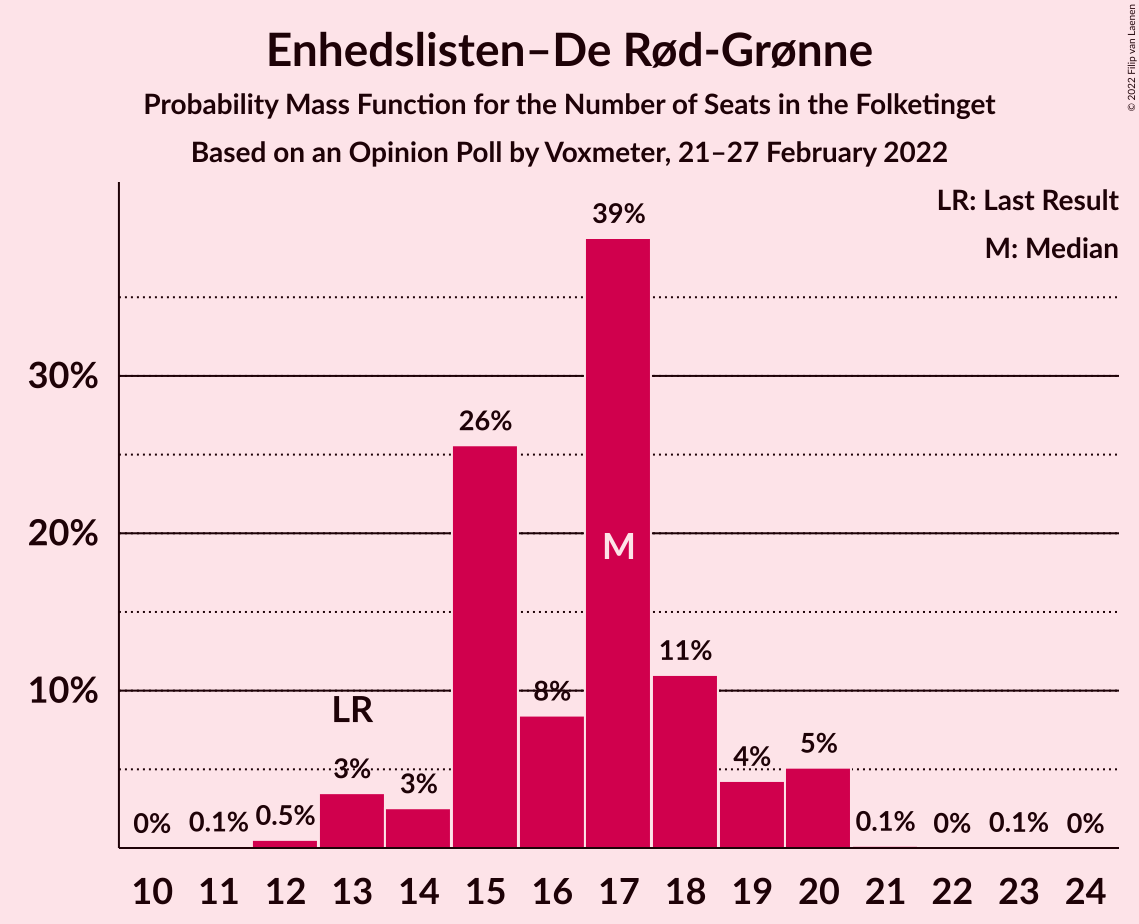 Enhedslisten–De Rød-Grønne
Probability Mass Function for the Number of Seats in the Folketinget
Based on an Opinion Poll by Voxmeter, 21–27 February 2022
© 2022 Filip van Laenen
LR: Last Result
M: Median
39%
30%
26%
20%
M
11%
10%
8%
LR
3%
3%
4%
5%
0%
0.1%
0.5%
0.1%
0%
0.1%
0%
10 11 12 13 14 15 16 17 18 19 20 21 22 23 24